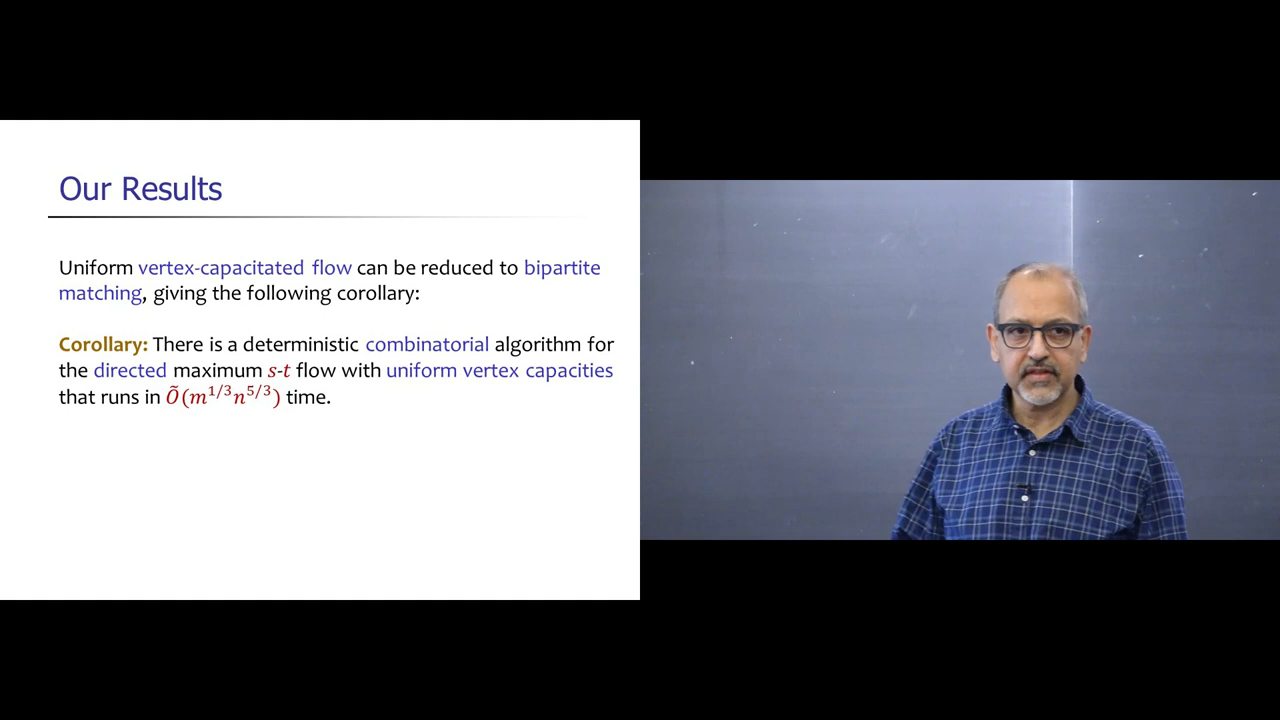 Our Results
Uniform vertex-capacitated flow can be reduced to bipartite
matching, giving the following corollary:
Corollary: There is a deterministic combinatorial algorithm for
the directed maximum s-t flow with uniform vertex capacities
that runs in Õ(m^{1/3}n^{5/3}) time.